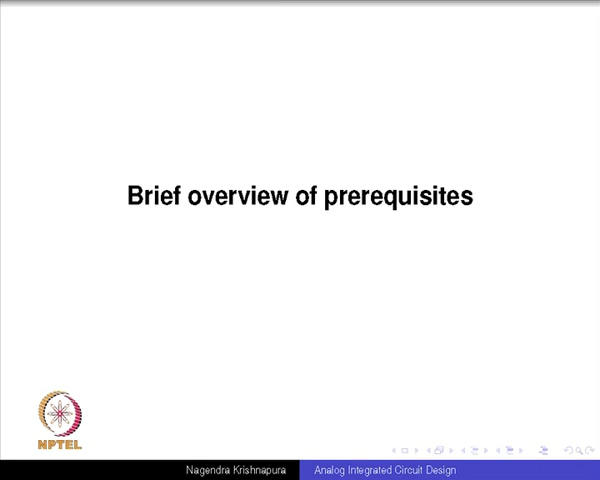 Brief overview of prerequisites
NPTEL
Nagendra Krishnapura
Analog Integrated Circuit Design